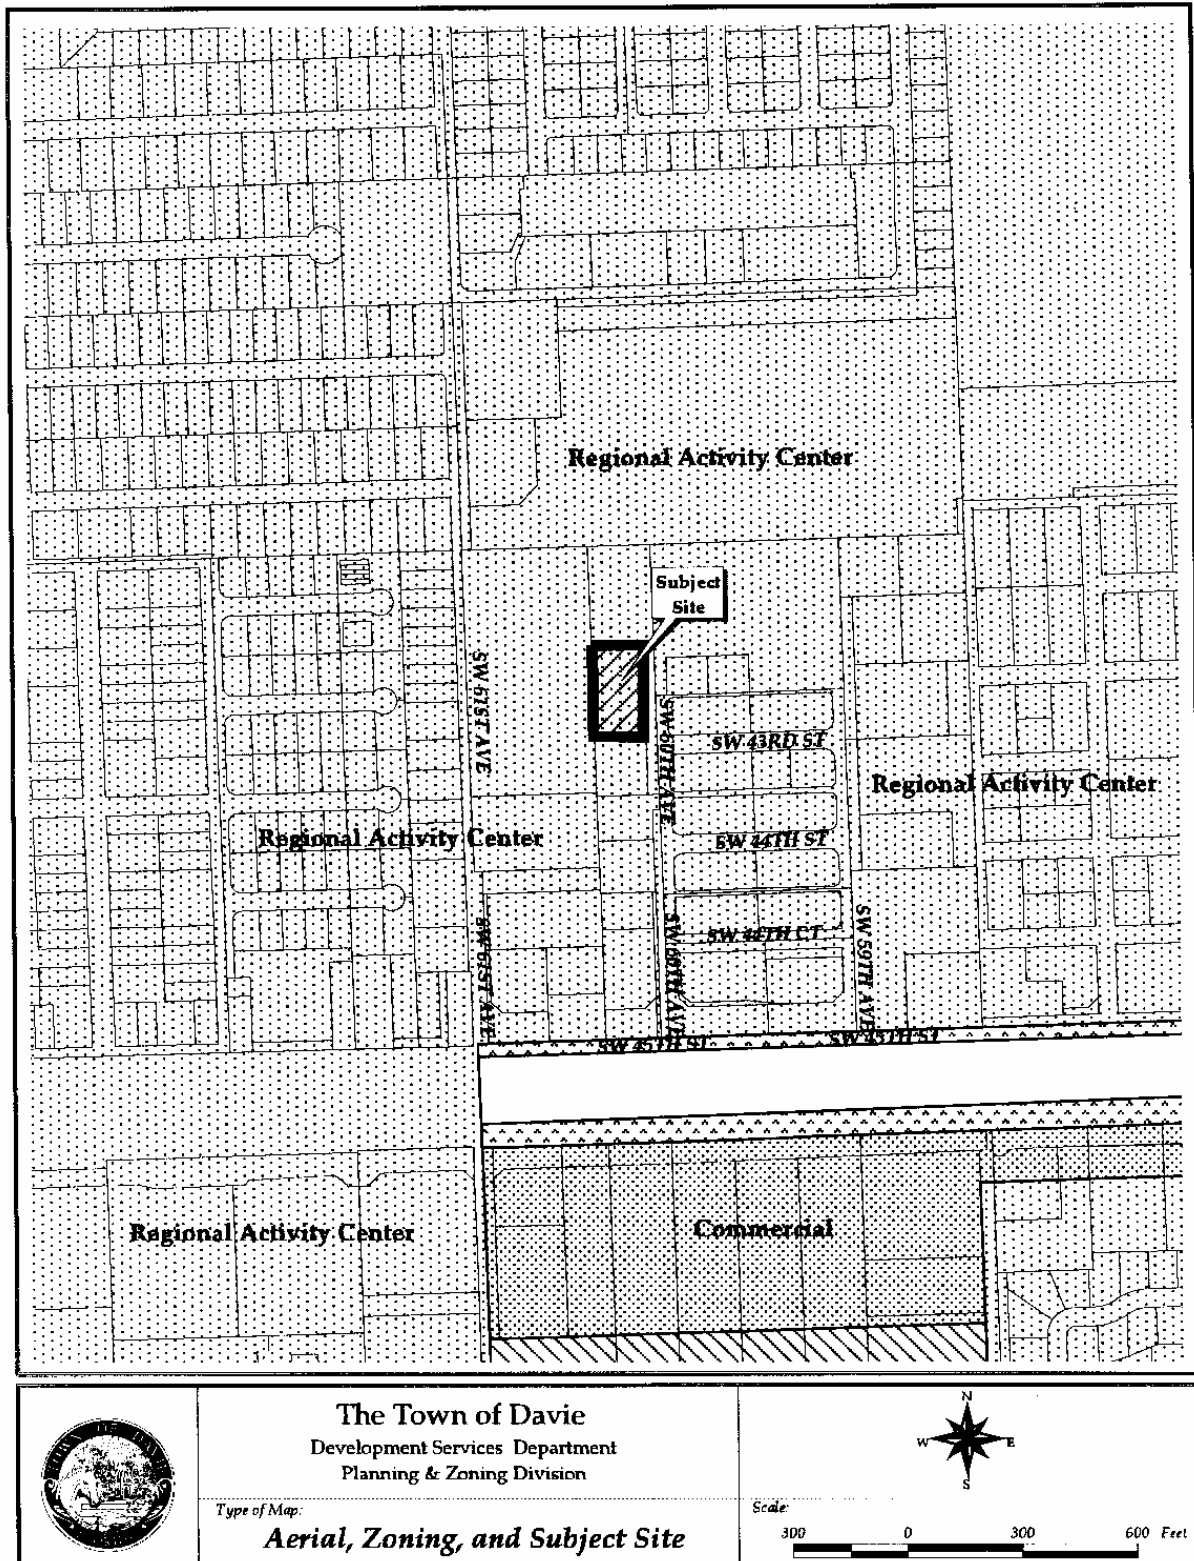 Regional Activity Center
Subject
Site
SW 61ST AVE
SW 60TH AVE
SW 43RD ST
Regional Activity Center
Regional Activity Center
SW 44TH ST
SW 61ST AVE
SW 60TH AVE
SW 44TH CT
SW 59TH AVE
SW 45TH ST
SW 45TH ST
Regional Activity Center
Commercial
TOWN OF DAVIE
The Town of Davie
Development Services Department
Planning & Zoning Division
Type of Map:
Aerial, Zoning, and Subject Site
N
W E
S
Scale:
300 0 300 600 Feet